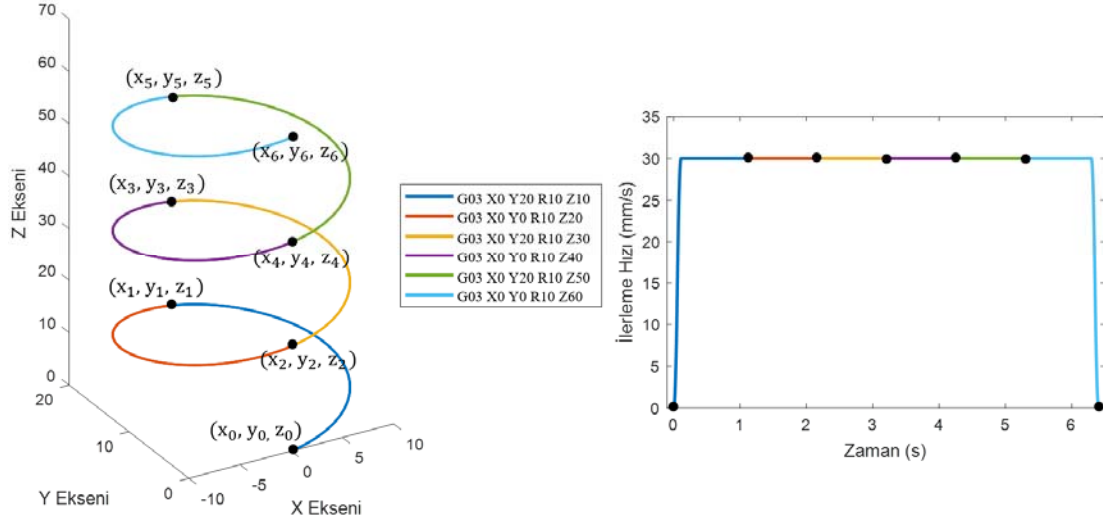 70
60
50
40
30
20
10
0
Z Ekseni
(x₅, y₅, z₅)
(x₆, y₆, z₆)
(x₃, y₃, z₃)
(x₄, y₄, z₄)
(x₁, y₁, z₁)
(x₂, y₂, z₂)
(x₀, y₀, z₀)
20
10
0
Y Ekseni
-10
-5
0
5
10
X Ekseni
G03 X0 Y20 R10 Z10
G03 X0 Y0 R10 Z20
G03 X0 Y20 R10 Z30
G03 X0 Y0 R10 Z40
G03 X0 Y20 R10 Z50
G03 X0 Y0 R10 Z60
35
30
25
20
15
10
5
0
İlerleme Hızı (mm/s)
0 1 2 3 4 5 6
Zaman (s)